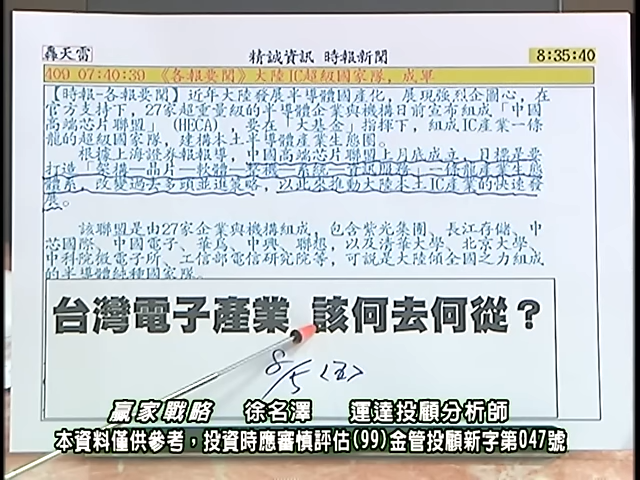 轟天雷 精誠資訊 時報新聞 8:35:40
409 07:40:39 《各報要聞》大陸IC超級國家隊，成軍
【時報-各報要聞】近年大陸發展半導體國產化，展現強烈企圖心，在
官方支持下，27家超重量級的半導體企業與機構日前宣布組成「中國
高端芯片聯盟」（HECA），要在「大基金」指揮下，組成IC產業一條
龍的超級國家隊，建構本土半導體產業生態圈。
根據上海證券報報導，中國高端芯片聯盟上月底成立，目標是要
打造「架構—晶片—軟體—整機—系統—資訊服務」一條龍產業生態
體系，改變過去多頭並進策略，以此來推動大陸本土IC產業的快速發
展。
該聯盟是由27家企業與機構組成，包含紫光集團、長江存儲、中
芯國際、中國電子、華為、中興、聯想，以及清華大學、北京大學、
中科院微電子所、工信部電信研究院等，可說是大陸傾全國之力組成
的半導體純種國家隊。
台灣電子產業 該何去何從？
8/5 <五>
贏家戰略 徐名澤 運達投顧分析師
本資料僅供參考，投資時應審慎評估(99)金管投顧新字第047號